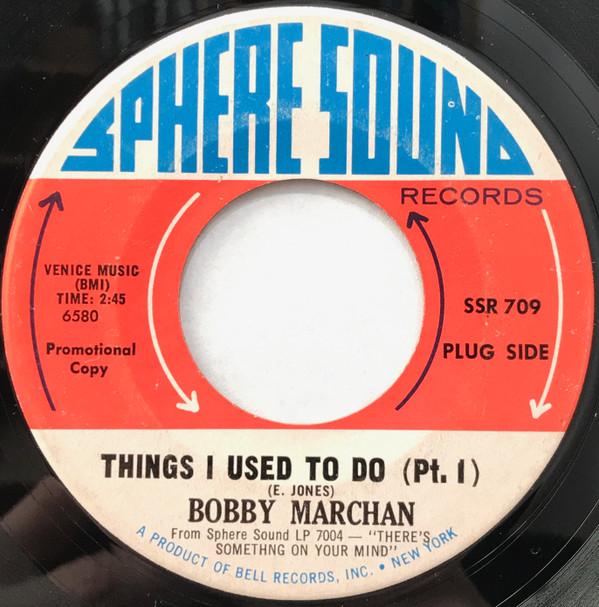 SPHERE SOUND
RECORDS
VENICE MUSIC
(BMI)
TIME: 2:45
6580
Promotional
Copy
SSR 709
PLUG SIDE
THINGS I USED TO DO (Pt. I)
(E. JONES)
BOBBY MARCHAN
From Sphere Sound LP 7004 — "THERE'S
SOMETHNG ON YOUR MIND"
A PRODUCT OF BELL RECORDS, INC. • NEW YORK